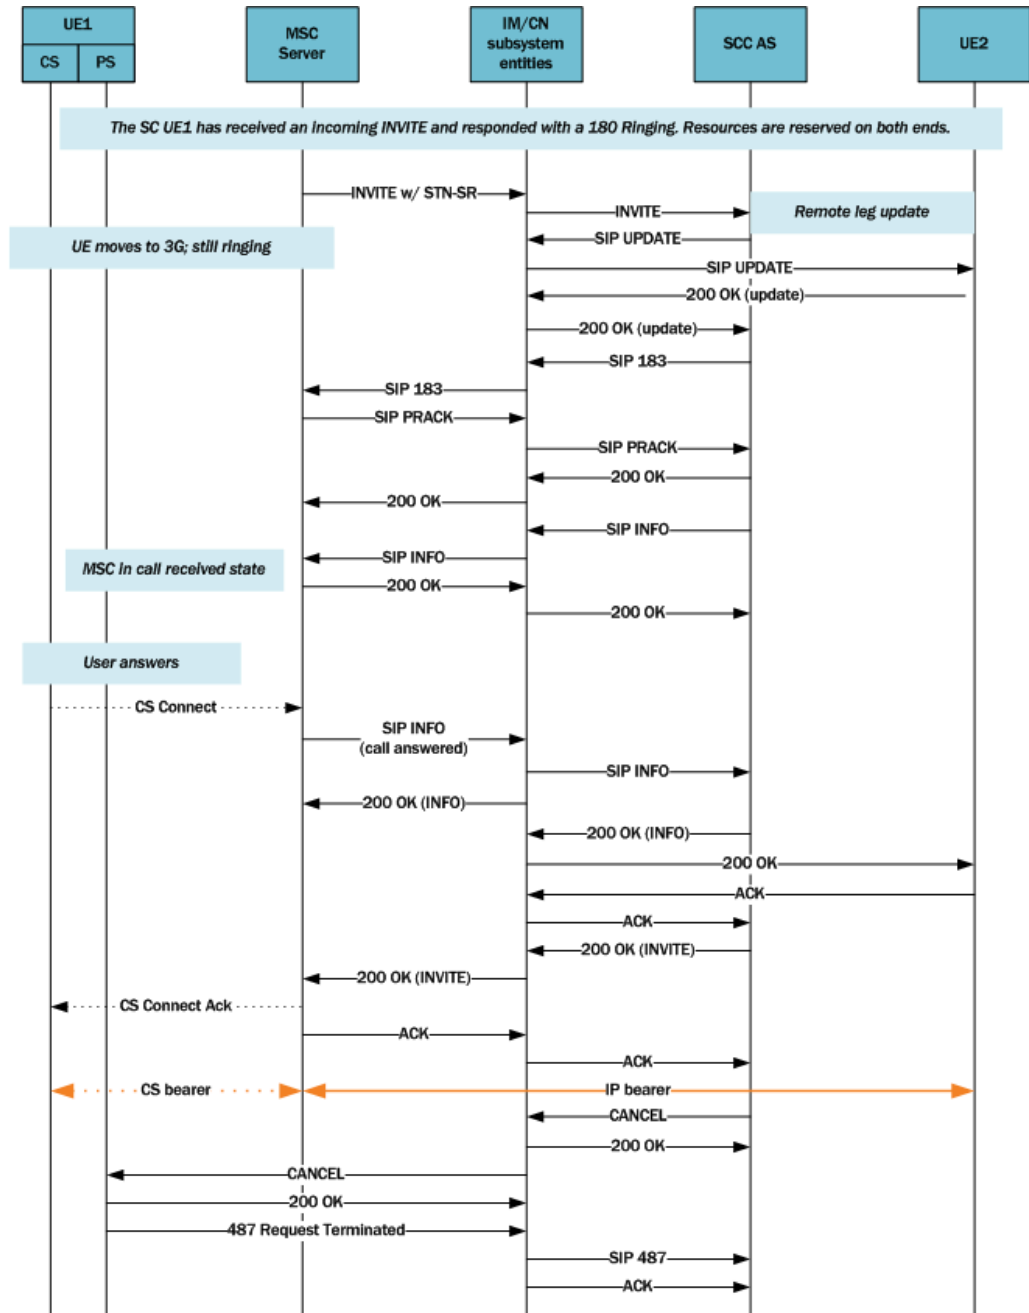 UE1
CS
PS
MSC
Server
IM/CN
subsystem
entities
SCC AS
UE2
The SC UE1 has received an incoming INVITE and responded with a 180 Ringing. Resources are reserved on both ends.
INVITE w/ STN-SR
INVITE
Remote leg update
UE moves to 3G; still ringing
SIP UPDATE
SIP UPDATE
200 OK (update)
200 OK (update)
SIP 183
SIP 183
SIP PRACK
SIP PRACK
200 OK
200 OK
SIP INFO
SIP INFO
MSC in call received state
200 OK
200 OK
User answers
CS Connect
SIP INFO
(call answered)
SIP INFO
200 OK (INFO)
200 OK (INFO)
200 OK
ACK
ACK
200 OK (INVITE)
200 OK (INVITE)
CS Connect Ack
ACK
ACK
CS bearer
IP bearer
CANCEL
200 OK
CANCEL
200 OK
487 Request Terminated
SIP 487
ACK